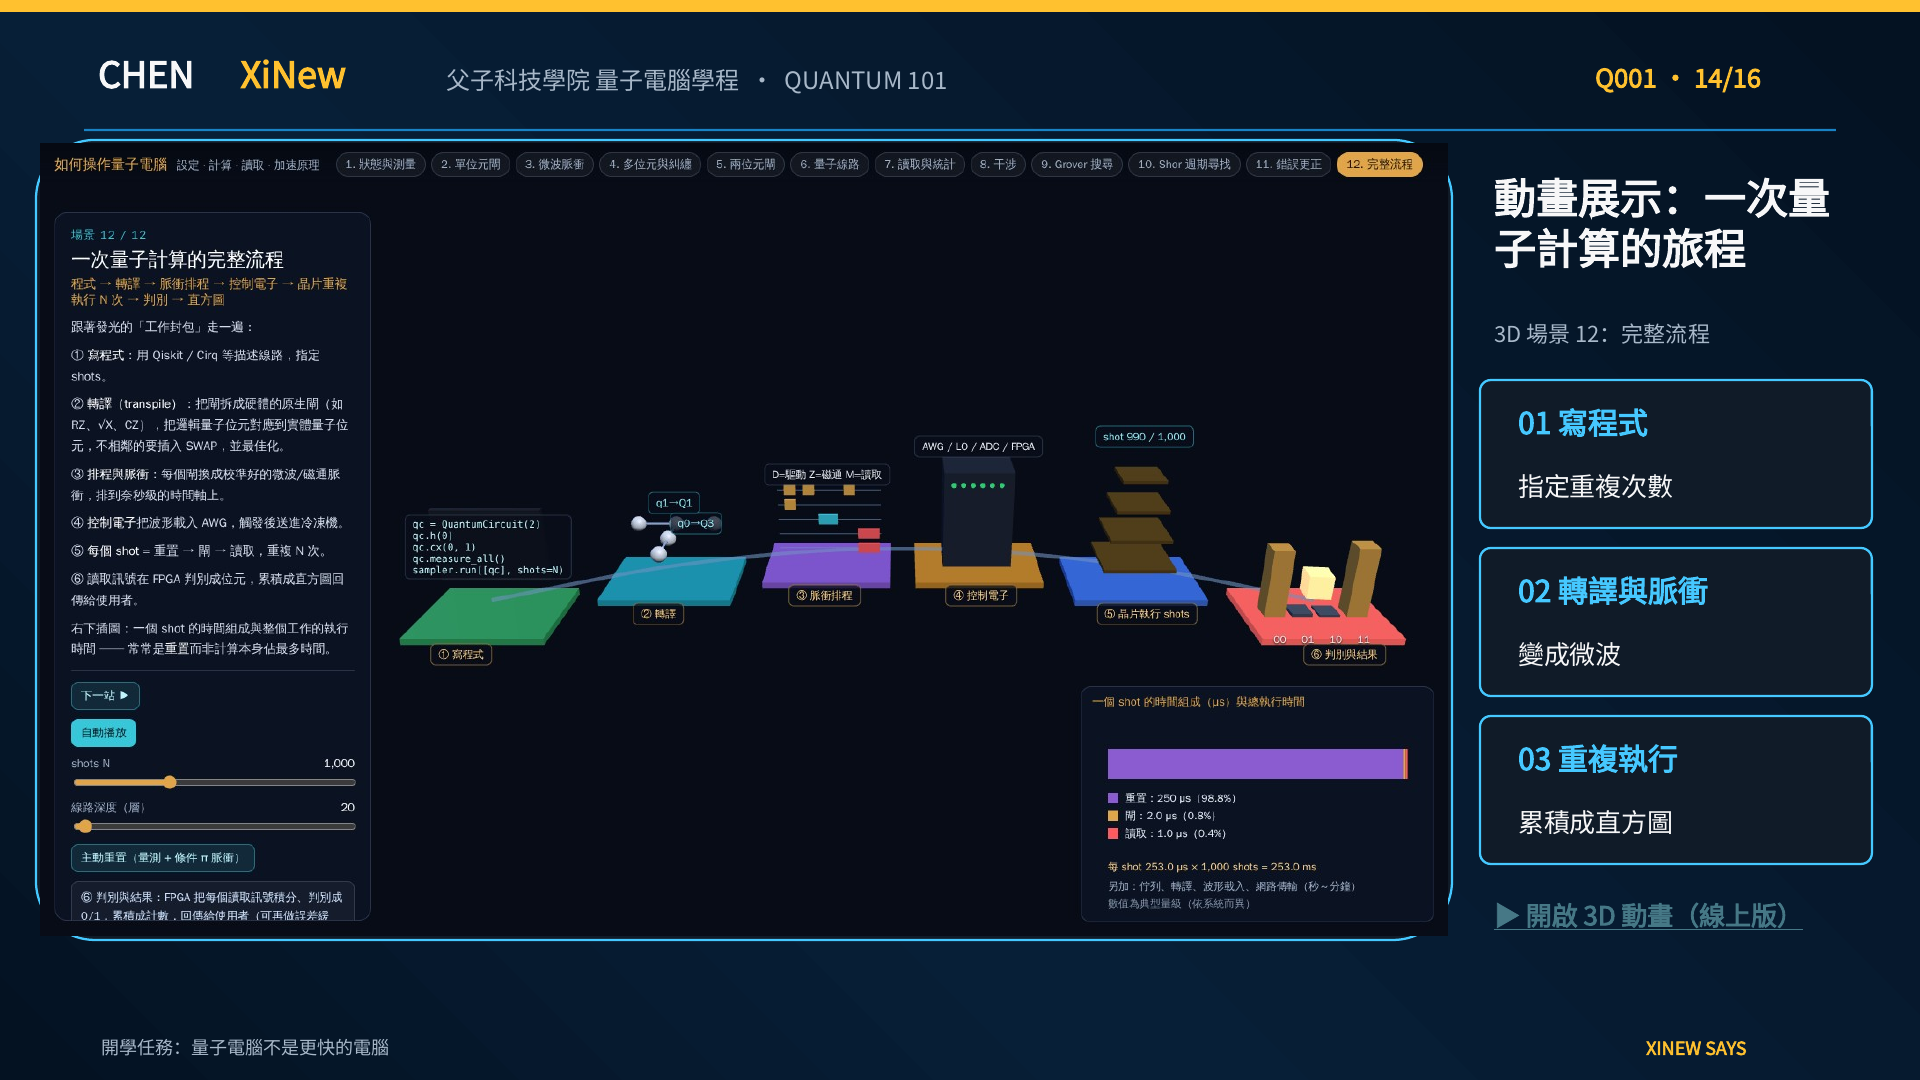 CHEN XiNew
父子科技學院 量子電腦學程 • QUANTUM 101
Q001 • 14/16
如何操作量子電腦 設定 · 計算 · 讀取 · 加速原理
1. 狀態與測量
2. 單位元閘
3. 微波脈衝
4. 多位元與糾纏
5. 兩位元閘
6. 量子線路
7. 讀取與統計
8. 干涉
9. Grover 搜尋
10. Shor 週期尋找
11. 錯誤更正
12. 完整流程
場景 12 / 12
一次量子計算的完整流程
程式 → 轉譯 → 脈衝排程 → 控制電子 → 晶片重複
執行 N 次 → 判別 → 直方圖
跟著發光的「工作封包」走一遍：
① 寫程式：用 Qiskit / Cirq 等描述線路，指定
shots。
② 轉譯（transpile）：把閘拆成硬體的原生閘（如
RZ、√X、CZ），把邏輯量子位元對應到實體量子位
元，不相鄰的要插入 SWAP，並最佳化。
③ 排程與脈衝：每個閘換成校準好的微波/磁通脈
衝，排到奈秒級的時間軸上。
④ 控制電子把波形載入 AWG，觸發後送進冷凍機。
⑤ 每個 shot = 重置 → 閘 → 讀取，重複 N 次。
⑥ 讀取訊號在 FPGA 判別成位元，累積成直方圖回
傳給使用者。
右下插圖：一個 shot 的時間組成與整個工作的執行
時間 —— 常常是重置而非計算本身佔最多時間。
下一站 ▶
自動播放
shots N 1,000
線路深度（層） 20
主動重置（量測 + 條件 π 脈衝）
⑥ 判別與結果：FPGA 把每個讀取訊號積分、判別成
0/1，累積成計數，回傳給使用者（可再做誤差緩
qc = QuantumCircuit(2)
qc.h(0)
qc.cx(0, 1)
qc.measure_all()
sampler.run([qc], shots=N)
① 寫程式
q1→Q1
q0→Q3
② 轉譯
D=驅動 Z=磁通 M=讀取
③ 脈衝排程
AWG / LO / ADC / FPGA
④ 控制電子
shot 990 / 1,000
⑤ 晶片執行 shots
00 01 10 11
⑥ 判別與結果
一個 shot 的時間組成（μs）與總執行時間
重置：250 μs（98.8%）
閘：2.0 μs（0.8%）
讀取：1.0 μs（0.4%）
每 shot 253.0 μs × 1,000 shots = 253.0 ms
另加：佇列、轉譯、波形載入、網路傳輸（秒～分鐘）
數值為典型量級（依系統而異）
動畫展示：一次量
子計算的旅程
3D 場景 12：完整流程
01 寫程式
指定重複次數
02 轉譯與脈衝
變成微波
03 重複執行
累積成直方圖
▶ 開啟 3D 動畫（線上版）
開學任務：量子電腦不是更快的電腦
XINEW SAYS